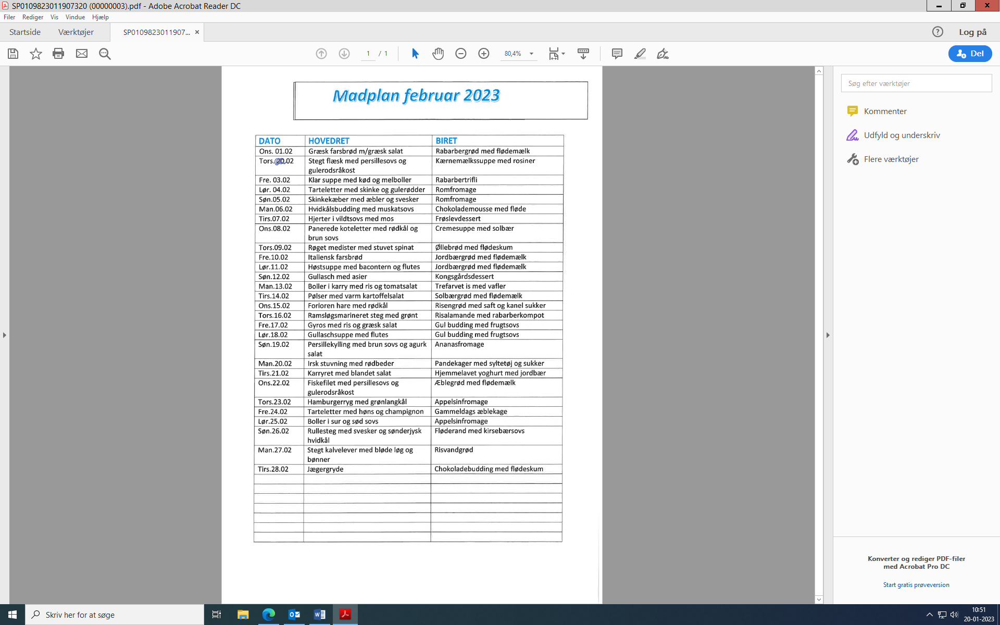 SP0109823011907320 (00000003).pdf - Adobe Acrobat Reader DC
Filer Rediger Vis Vindue Hjælp
Startside Værktøjer SP0109823011907... × Log på
1 / 1 80,4% Del
Søg efter værktøjer
Kommenter
Udfyld og underskriv
Flere værktøjer
Madplan februar 2023
DATO HOVEDRET BIRET
Ons. 01.02 Græsk farsbrød m/græsk salat Rabarbergrød med flødemælk
Tors. .02 Stegt flæsk med persillesovs og Kærnemælkssuppe med rosiner
gulerodsråkost
Fre. 03.02 Klar suppe med kød og melboller Rabarbertrifli
Lør. 04.02 Tarteletter med skinke og gulerødder Romfromage
Søn.05.02 Skinkekæber med æbler og svesker Romfromage
Man.06.02 Hvidkålsbudding med muskatsovs Chokolademousse med fløde
Tirs.07.02 Hjerter i vildtsovs med mos Frøslevdessert
Ons.08.02 Panerede koteletter med rødkål og Cremesuppe med solbær
brun sovs
Tors.09.02 Røget medister med stuvet spinat Øllebrød med flødeskum
Fre.10.02 Italiensk farsbrød Jordbærgrød med flødemælk
Lør.11.02 Høstsuppe med bacontern og flutes Jordbærgrød med flødemælk
Søn.12.02 Gullasch med asier Kongsgårdsdessert
Man.13.02 Boller i karry med ris og tomatsalat Trefarvet is med vafler
Tirs.14.02 Pølser med varm kartoffelsalat Solbærgrød med flødemælk
Ons.15.02 Forloren hare med rødkål Risengrød med saft og kanel sukker
Tors.16.02 Ramsløgsmarineret steg med grønt Risalamande med rabarberkompot
Fre.17.02 Gyros med ris og græsk salat Gul budding med frugtsovs
Lør.18.02 Gullaschsuppe med flutes Gul budding med frugtsovs
Søn.19.02 Persillekylling med brun sovs og agurk Ananasfromage
salat
Man.20.02 Irsk stuvning med rødbeder Pandekager med syltetøj og sukker
Tirs.21.02 Karryret med blandet salat Hjemmelavet yoghurt med jordbær
Ons.22.02 Fiskefilet med persillesovs og Æblegrød med flødemælk
gulerodsråkost
Tors.23.02 Hamburgerryg med grønlangkål Appelsinfromage
Fre.24.02 Tarteletter med høns og champignon Gammeldags æblekage
Lør.25.02 Boller i sur og sød sovs Appelsinfromage
Søn.26.02 Rullesteg med svesker og sønderjysk Fløderand med kirsebærsovs
hvidkål
Man.27.02 Stegt kalvelever med bløde løg og Risvandgrød
bønner
Tirs.28.02 Jægergryde Chokoladebudding med flødeskum
Konverter og rediger PDF-filer
med Acrobat Pro DC
Start gratis prøveversion
Skriv her for at søge
10:51
20-01-2023